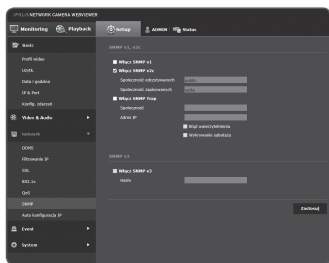 iPOLiS NETWORK CAMERA WEBVIEWER
Monitoring
Playback
Setup
ADMIN
Status
Basic
Profil wideo
Użytk.
Data i godzina
IP & Port
Konfig. zdarzeń
Video & Audio
Network
DDNS
Filtrowanie IP
SSL
802.1x
QoS
SNMP
Auto konfiguracja IP
Event
System
SNMP v1, v2c
Włącz SNMP v1
Włącz SNMP v2c
Społeczność odczytywanych
public
Społeczność zapisywanych
write
Włącz SNMP Trap
Społeczność
Adres IP
Błąd uwierzytelnienia
Wykrywanie sabotażu
SNMP v3
Włącz SNMP v3
Hasło
Zastosuj